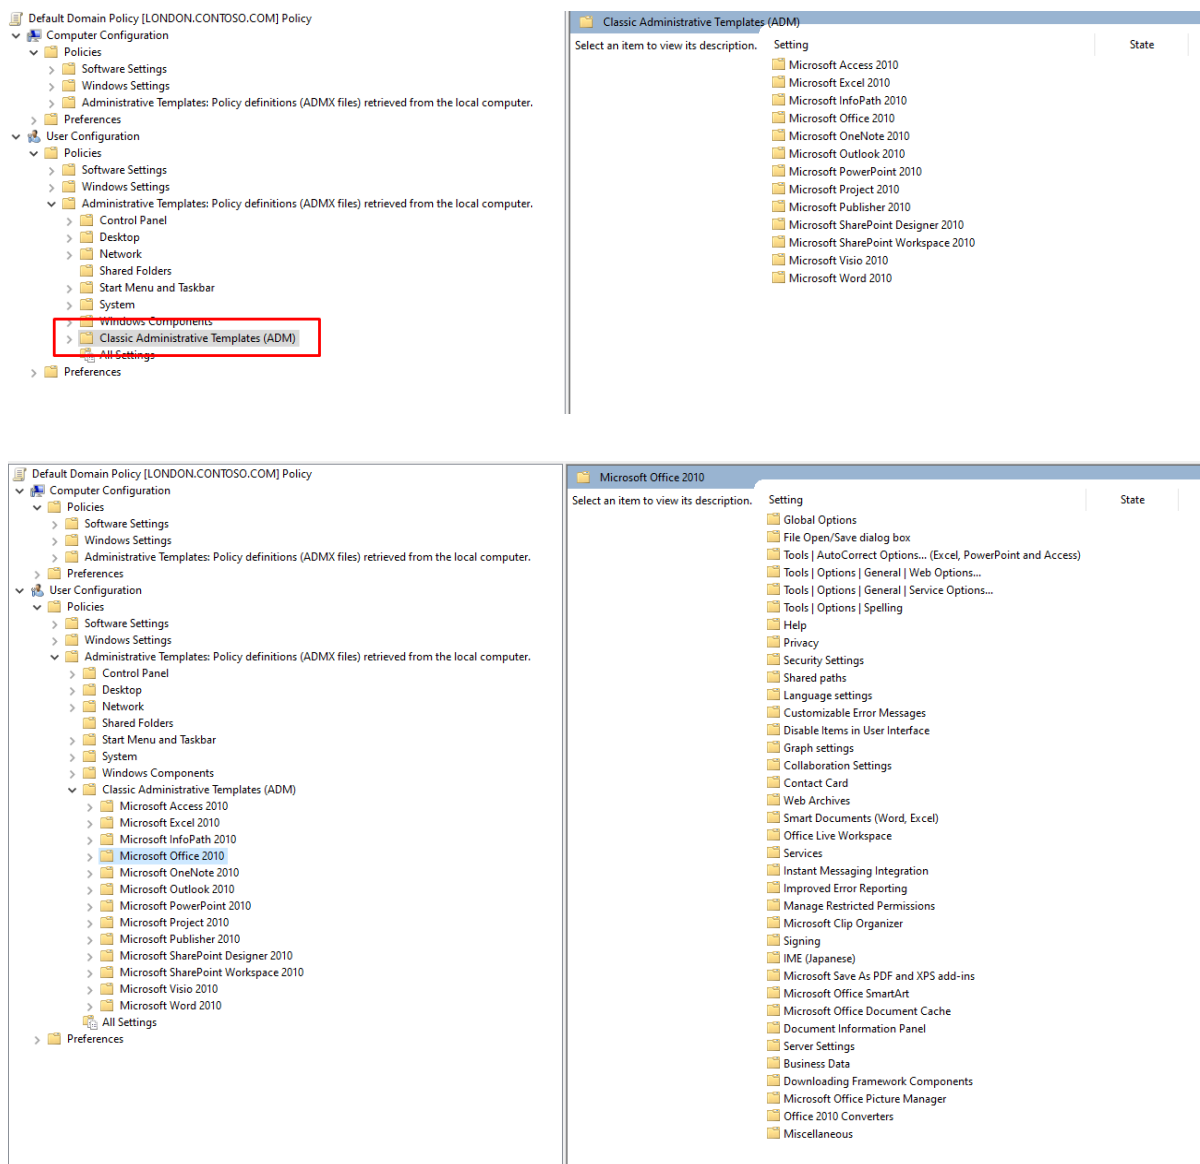 Default Domain Policy [LONDON.CONTOSO.COM] Policy
Computer Configuration
Policies
Software Settings
Windows Settings
Administrative Templates: Policy definitions (ADMX files) retrieved from the local computer.
Preferences
User Configuration
Policies
Software Settings
Windows Settings
Administrative Templates: Policy definitions (ADMX files) retrieved from the local computer.
Control Panel
Desktop
Network
Shared Folders
Start Menu and Taskbar
System
Windows Components
Classic Administrative Templates (ADM)
All Settings
Preferences
Classic Administrative Templates (ADM)
Select an item to view its description.
Setting State
Microsoft Access 2010
Microsoft Excel 2010
Microsoft InfoPath 2010
Microsoft Office 2010
Microsoft OneNote 2010
Microsoft Outlook 2010
Microsoft PowerPoint 2010
Microsoft Project 2010
Microsoft Publisher 2010
Microsoft SharePoint Designer 2010
Microsoft SharePoint Workspace 2010
Microsoft Visio 2010
Microsoft Word 2010
Default Domain Policy [LONDON.CONTOSO.COM] Policy
Computer Configuration
Policies
Software Settings
Windows Settings
Administrative Templates: Policy definitions (ADMX files) retrieved from the local computer.
Preferences
User Configuration
Policies
Software Settings
Windows Settings
Administrative Templates: Policy definitions (ADMX files) retrieved from the local computer.
Control Panel
Desktop
Network
Shared Folders
Start Menu and Taskbar
System
Windows Components
Classic Administrative Templates (ADM)
Microsoft Access 2010
Microsoft Excel 2010
Microsoft InfoPath 2010
Microsoft Office 2010
Microsoft OneNote 2010
Microsoft Outlook 2010
Microsoft PowerPoint 2010
Microsoft Project 2010
Microsoft Publisher 2010
Microsoft SharePoint Designer 2010
Microsoft SharePoint Workspace 2010
Microsoft Visio 2010
Microsoft Word 2010
All Settings
Preferences
Microsoft Office 2010
Select an item to view its description.
Setting State
Global Options
File Open/Save dialog box
Tools | AutoCorrect Options... (Excel, PowerPoint and Access)
Tools | Options | General | Web Options...
Tools | Options | General | Service Options...
Tools | Options | Spelling
Help
Privacy
Security Settings
Shared paths
Language settings
Customizable Error Messages
Disable Items in User Interface
Graph settings
Collaboration Settings
Contact Card
Web Archives
Smart Documents (Word, Excel)
Office Live Workspace
Services
Instant Messaging Integration
Improved Error Reporting
Manage Restricted Permissions
Microsoft Clip Organizer
Signing
IME (Japanese)
Microsoft Save As PDF and XPS add-ins
Microsoft Office SmartArt
Microsoft Office Document Cache
Document Information Panel
Server Settings
Business Data
Downloading Framework Components
Microsoft Office Picture Manager
Office 2010 Converters
Miscellaneous